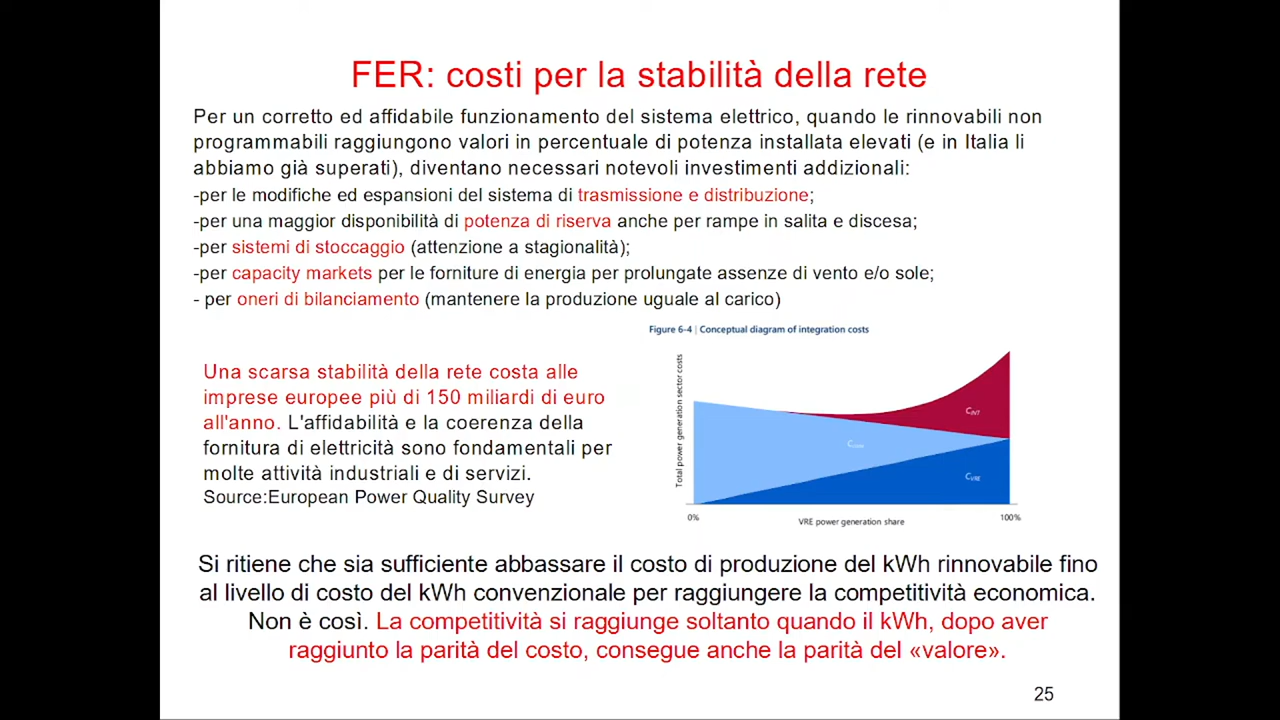 FER: costi per la stabilità della rete
Per un corretto ed affidabile funzionamento del sistema elettrico, quando le rinnovabili non
programmabili raggiungono valori in percentuale di potenza installata elevati (e in Italia li
abbiamo già superati), diventano necessari notevoli investimenti addizionali:
-per le modifiche ed espansioni del sistema di trasmissione e distribuzione;
-per una maggior disponibilità di potenza di riserva anche per rampe in salita e discesa;
-per sistemi di stoccaggio (attenzione a stagionalità);
-per capacity markets per le forniture di energia per prolungate assenze di vento e/o sole;
- per oneri di bilanciamento (mantenere la produzione uguale al carico)
Figure 6-4 | Conceptual diagram of integration costs
Una scarsa stabilità della rete costa alle
imprese europee più di 150 miliardi di euro
all'anno. L'affidabilità e la coerenza della
fornitura di elettricità sono fondamentali per
molte attività industriali e di servizi.
Source:European Power Quality Survey
Total power generation sector costs
C INT
C
C VRE
0%
VRE power generation share
100%
Si ritiene che sia sufficiente abbassare il costo di produzione del kWh rinnovabile fino
al livello di costo del kWh convenzionale per raggiungere la competitività economica.
Non è così. La competitività si raggiunge soltanto quando il kWh, dopo aver
raggiunto la parità del costo, consegue anche la parità del «valore».
25